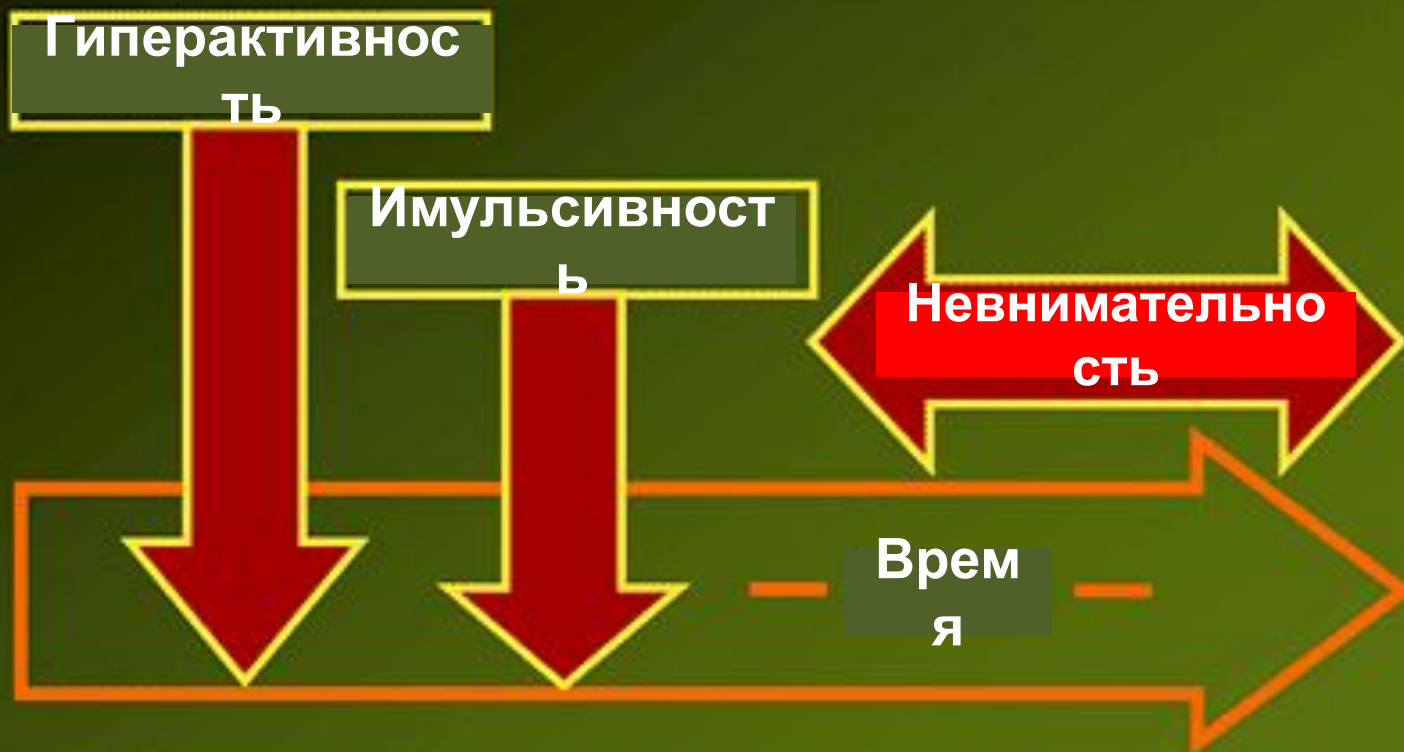 Гиперактивнос
ть
Имульсивност
ь
Невнимательно
сть
Врем
я